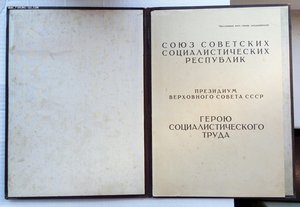 СОЮЗ СОВЕТСКИХ
СОЦИАЛИСТИЧЕСКИХ
РЕСПУБЛИК
ПРЕЗИДИУМ
ВЕРХОВНОГО СОВЕТА СССР
ГЕРОЮ
СОЦИАЛИСТИЧЕСКОГО
ТРУДА